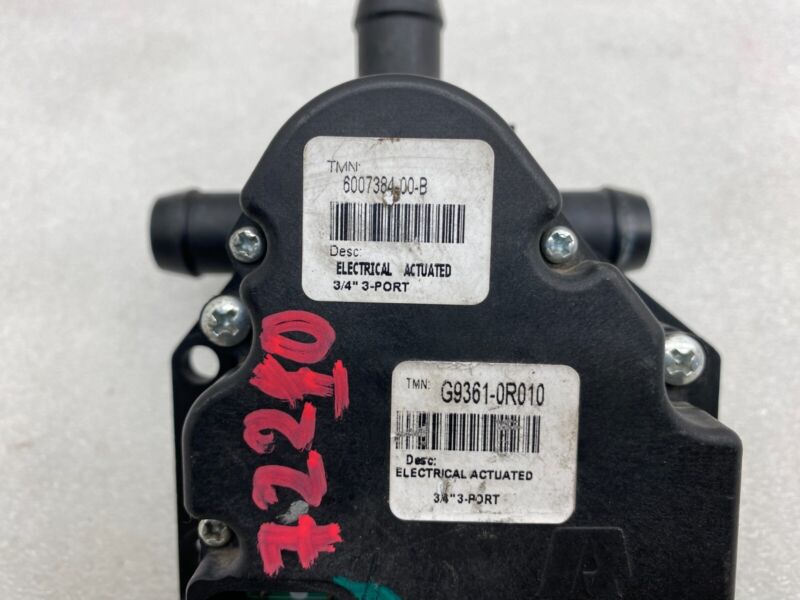 TMN:
6007384-00-B
Desc:
ELECTRICAL ACTUATED
3/4" 3-PORT
TMN: G9361-0R010
Desc:
ELECTRICAL ACTUATED
3/4" 3-PORT
A